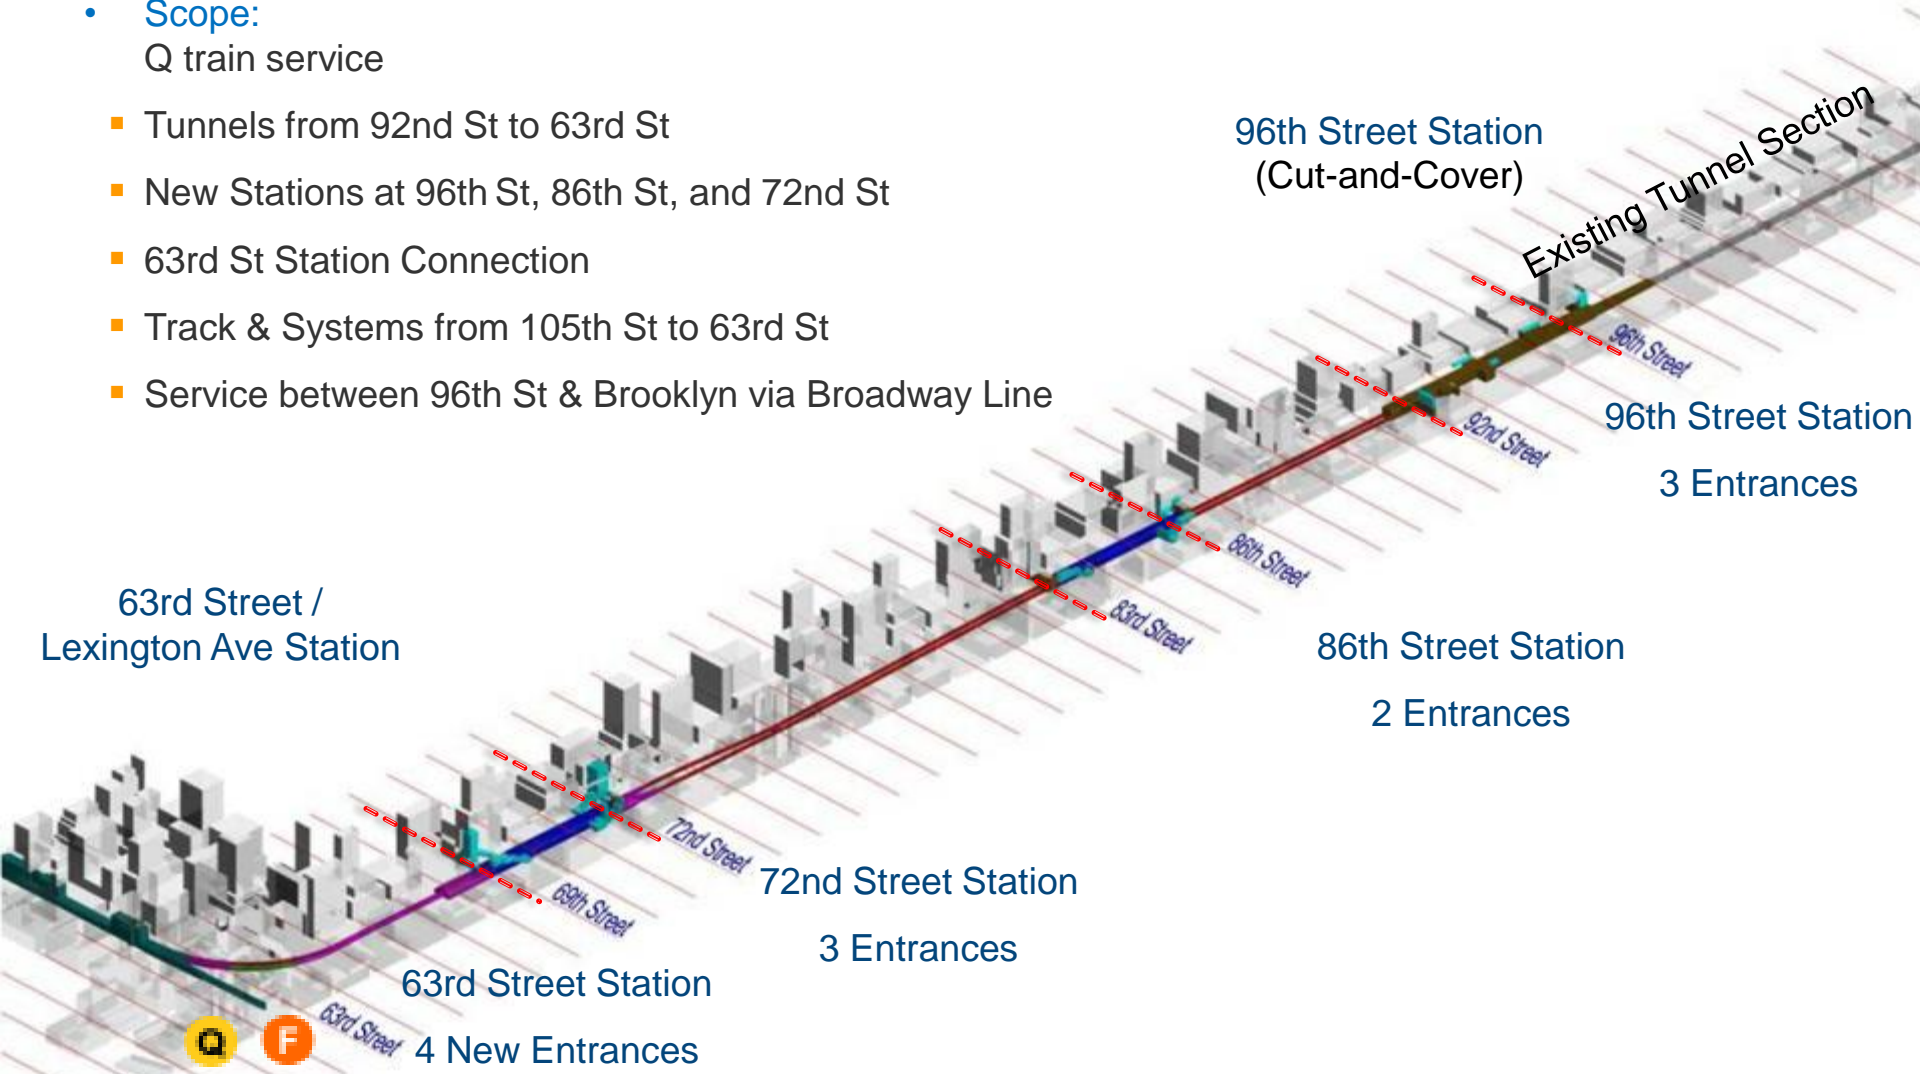 • Scope:
Q train service
▪ Tunnels from 92nd St to 63rd St
▪ New Stations at 96th St, 86th St, and 72nd St
▪ 63rd St Station Connection
▪ Track & Systems from 105th St to 63rd St
▪ Service between 96th St & Brooklyn via Broadway Line
96th Street Station
(Cut-and-Cover)
Existing Tunnel Section
96th Street
96th Street Station
3 Entrances
92nd Street
86th Street
86th Street Station
2 Entrances
83rd Street
63rd Street /
Lexington Ave Station
72nd Street
72nd Street Station
3 Entrances
69th Street
63rd Street Station
4 New Entrances
63rd Street
Q F